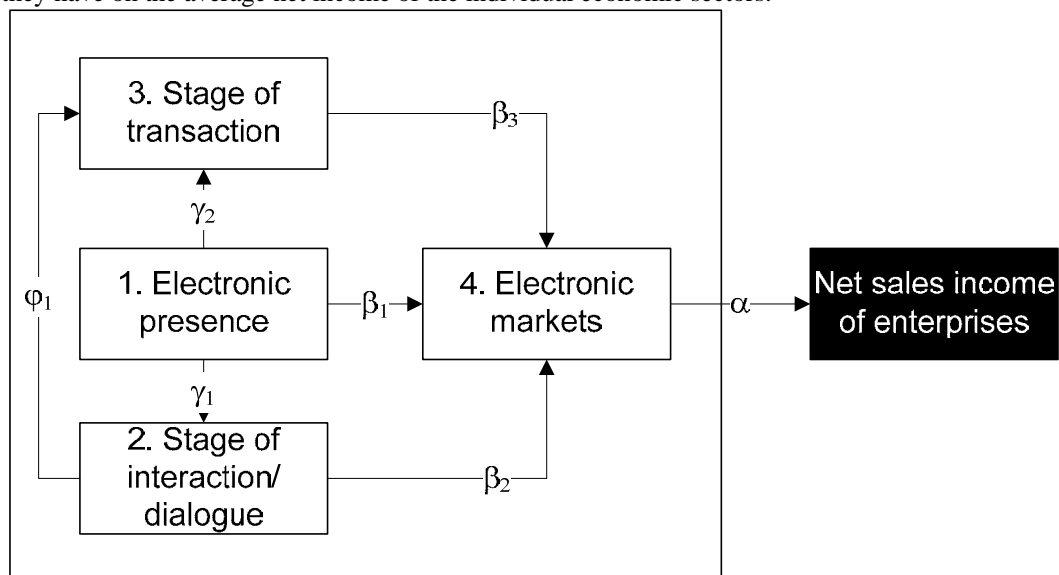 they have on the average net income of the individual economic sectors.
3. Stage of
transaction
β3
γ2
φ1
1. Electronic
presence
β1
4. Electronic
markets
α
Net sales income
of enterprises
γ1
2. Stage of
interaction/
dialogue
β2